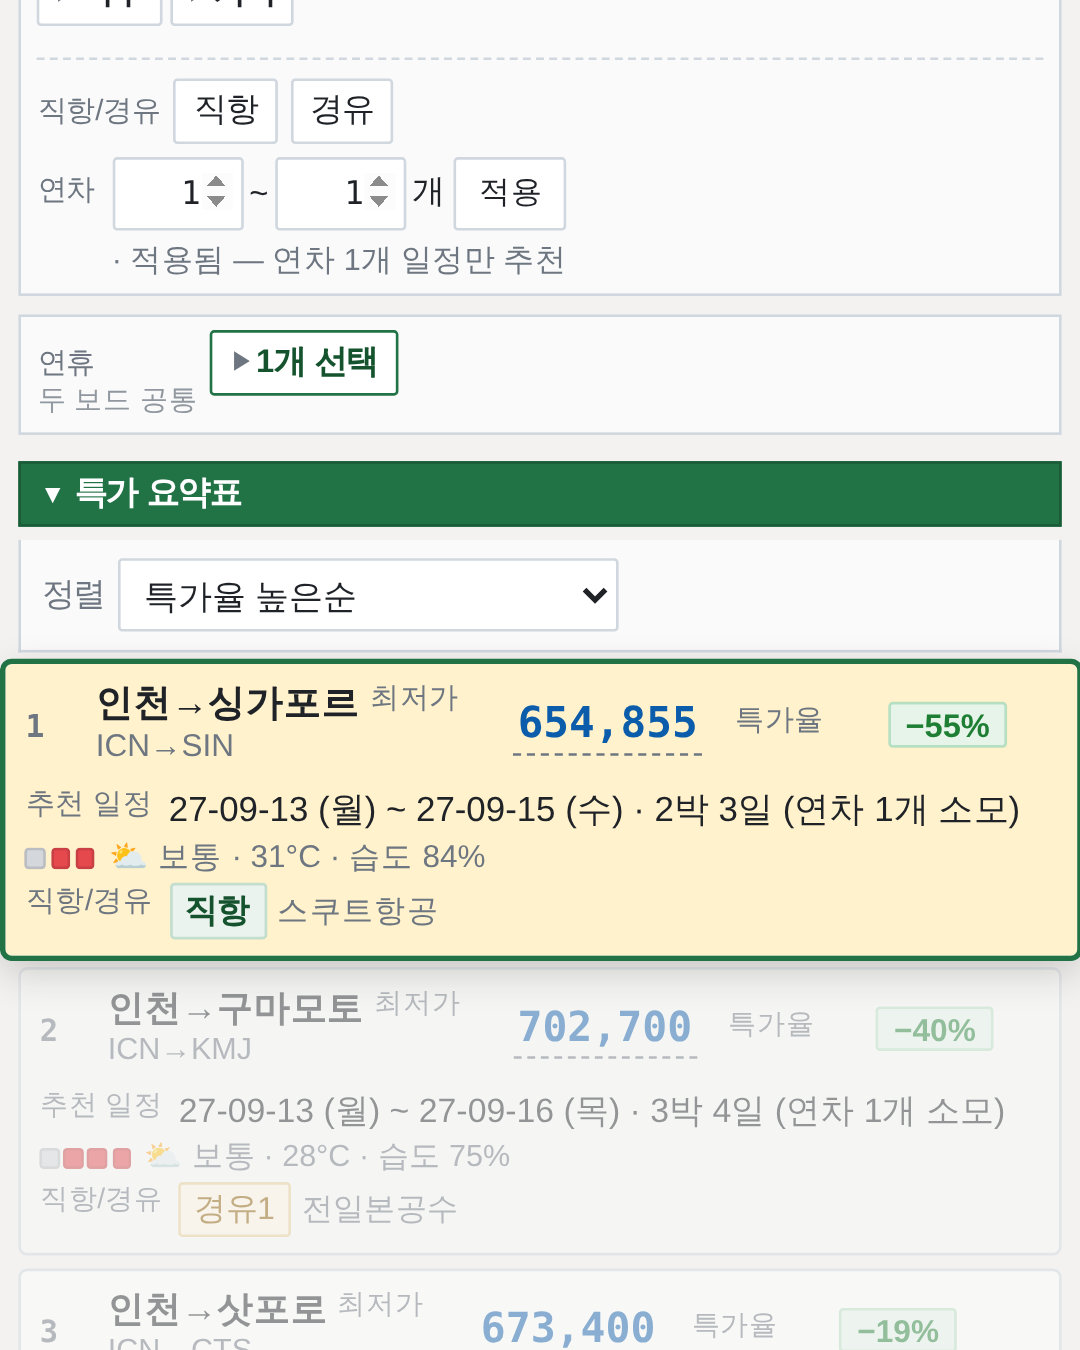 직항/경유 직항 경유
연차 1 ~ 1 개 적용
· 적용됨 — 연차 1개 일정만 추천
연휴 ▶ 1개 선택
두 보드 공통
▼ 특가 요약표
정렬 특가율 높은순
1 인천→싱가포르 최저가 654,855 특가율 −55%
ICN→SIN
추천 일정 27-09-13 (월) ~ 27-09-15 (수) · 2박 3일 (연차 1개 소모)
⛅ 보통 · 31°C · 습도 84%
직항/경유 직항 스쿠트항공
2 인천→구마모토 최저가 702,700 특가율 −40%
ICN→KMJ
추천 일정 27-09-13 (월) ~ 27-09-16 (목) · 3박 4일 (연차 1개 소모)
⛅ 보통 · 28°C · 습도 75%
직항/경유 경유1 전일본공수
3 인천→삿포로 최저가 673,400 특가율 −19%
ICN→CTS